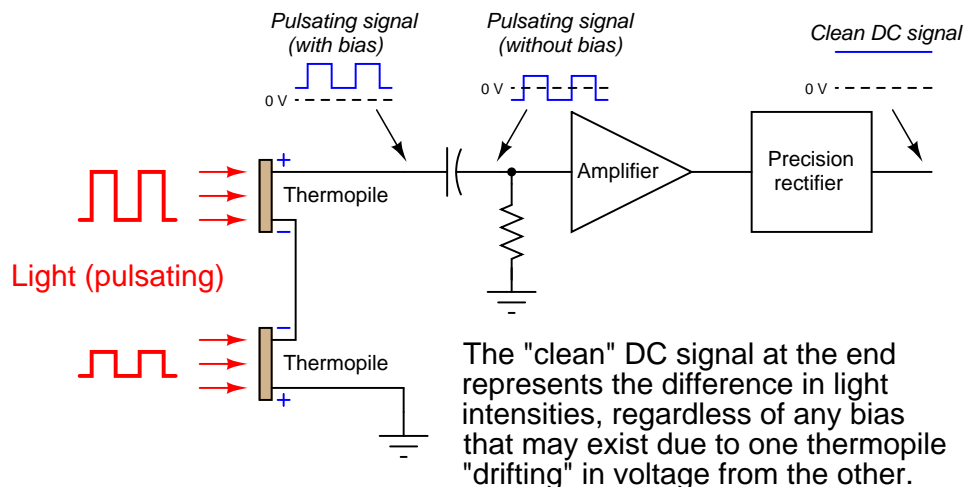 Pulsating signal
(with bias)
Pulsating signal
(without bias)
Clean DC signal
0 V
0 V
0 V
+
Thermopile
−
Amplifier
Precision
rectifier
Light (pulsating)
−
Thermopile
+
The "clean" DC signal at the end
represents the difference in light
intensities, regardless of any bias
that may exist due to one thermopile
"drifting" in voltage from the other.